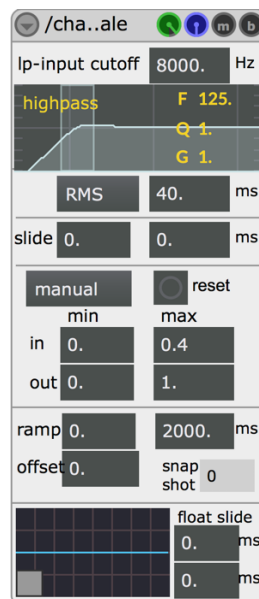 /cha..ale m b
lp-input cutoff 8000. Hz
highpass F 125.
Q 1.
G 1.
RMS 40. ms
slide 0. 0. ms
manual reset
min max
in 0. 0.4
out 0. 1.
ramp 0. 2000. ms
offset 0. snap shot 0
float slide
0. ms
0. ms